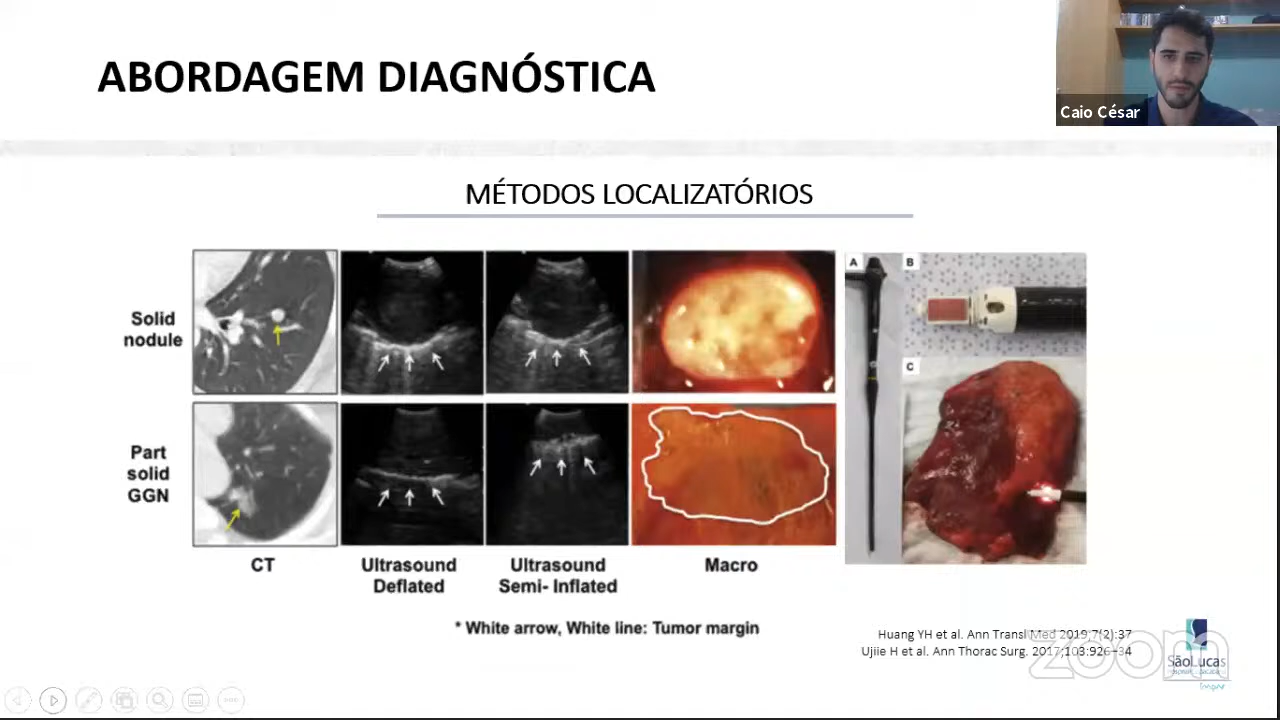 ABORDAGEM DIAGNÓSTICA
Caio César
MÉTODOS LOCALIZATÓRIOS
A
B
C
Solid
nodule
Part
solid
GGN
CT
Ultrasound
Deflated
Ultrasound
Semi- Inflated
Macro
* White arrow, White line: Tumor margin
Huang YH et al. Ann Transl Med 2019;7(2):37
Ujiie H et al. Ann Thorac Surg. 2017;103:926–34
zoom
SãoLucas